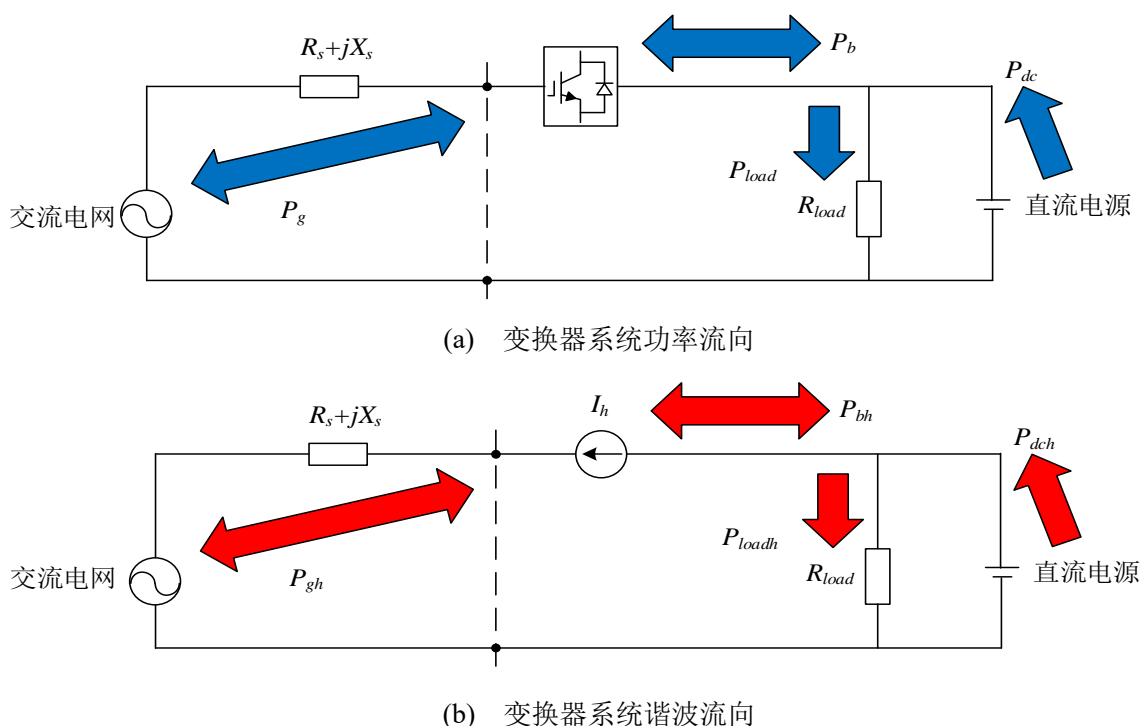 Rs+jXs
Pb
Pdc
Pload
Rload
Pg
交流电网
直流电源
(a) 变换器系统功率流向
Rs+jXs
Ih
Pbh
Pdch
Ploadh
Rload
Pgh
交流电网
直流电源
(b) 变换器系统谐波流向